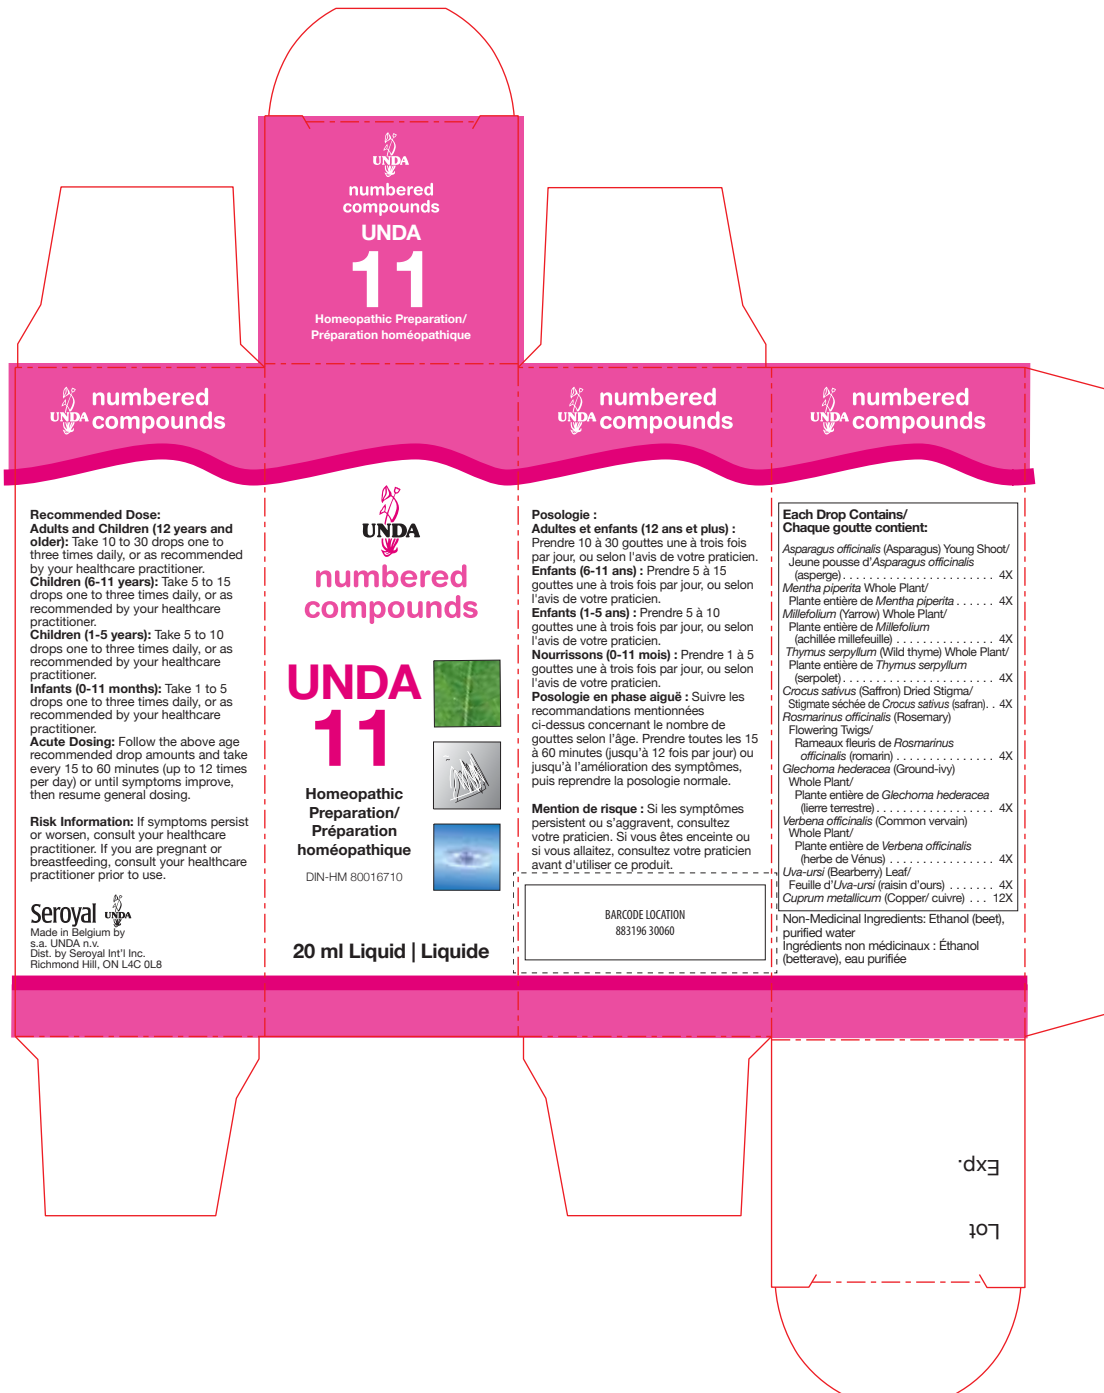 UNDA
numbered
compounds
UNDA
11
Homeopathic Preparation/
Préparation homéopathique
UNDA
numbered
compounds
UNDA
numbered
compounds
UNDA
numbered
compounds
Recommended Dose:
Adults and Children (12 years and
older): Take 10 to 30 drops one to
three times daily, or as recommended
by your healthcare practitioner.
Children (6-11 years): Take 5 to 15
drops one to three times daily, or as
recommended by your healthcare
practitioner.
Children (1-5 years): Take 5 to 10
drops one to three times daily, or as
recommended by your healthcare
practitioner.
Infants (0-11 months): Take 1 to 5
drops one to three times daily, or as
recommended by your healthcare
practitioner.
Acute Dosing: Follow the above age
recommended drop amounts and take
every 15 to 60 minutes (up to 12 times
per day) or until symptoms improve,
then resume general dosing.
Risk Information: If symptoms persist
or worsen, consult your healthcare
practitioner. If you are pregnant or
breastfeeding, consult your healthcare
practitioner prior to use.
Seroyal UNDA
Made in Belgium by
s.a. UNDA n.v.
Dist. by Seroyal Int'l Inc.
Richmond Hill, ON L4C 0L8
UNDA
numbered
compounds
UNDA
11
Homeopathic
Preparation/
Préparation
homéopathique
DIN-HM 80016710
20 ml Liquid | Liquide
Posologie :
Adultes et enfants (12 ans et plus) :
Prendre 10 à 30 gouttes une à trois fois
par jour, ou selon l'avis de votre praticien.
Enfants (6-11 ans) : Prendre 5 à 15
gouttes une à trois fois par jour, ou selon
l'avis de votre praticien.
Enfants (1-5 ans) : Prendre 5 à 10
gouttes une à trois fois par jour, ou selon
l'avis de votre praticien.
Nourrissons (0-11 mois) : Prendre 1 à 5
gouttes une à trois fois par jour, ou selon
l'avis de votre praticien.
Posologie en phase aiguë : Suivre les
recommandations mentionnées
ci-dessus concernant le nombre de
gouttes selon l'âge. Prendre toutes les 15
à 60 minutes (jusqu'à 12 fois par jour) ou
jusqu'à l'amélioration des symptômes,
puis reprendre la posologie normale.
Mention de risque : Si les symptômes
persistent ou s'aggravent, consultez
votre praticien. Si vous êtes enceinte ou
si vous allaitez, consultez votre praticien
avant d'utiliser ce produit.
BARCODE LOCATION
883196 30060
Each Drop Contains/
Chaque goutte contient:
Asparagus officinalis (Asparagus) Young Shoot/
Jeune pousse d'Asparagus officinalis
(asperge) . . . . . . . . . . . . . . . . . . . . . . . 4X
Mentha piperita Whole Plant/
Plante entière de Mentha piperita . . . . . . 4X
Millefolium (Yarrow) Whole Plant/
Plante entière de Millefolium
(achillée millefeuille) . . . . . . . . . . . . . . . 4X
Thymus serpyllum (Wild thyme) Whole Plant/
Plante entière de Thymus serpyllum
(serpolet) . . . . . . . . . . . . . . . . . . . . . . . 4X
Crocus sativus (Saffron) Dried Stigma/
Stigmate séchée de Crocus sativus (safran). . 4X
Rosmarinus officinalis (Rosemary)
Flowering Twigs/
Rameaux fleuris de Rosmarinus
officinalis (romarin) . . . . . . . . . . . . . . . 4X
Glechoma hederacea (Ground-ivy)
Whole Plant/
Plante entière de Glechoma hederacea
(lierre terrestre) . . . . . . . . . . . . . . . . . . 4X
Verbena officinalis (Common vervain)
Whole Plant/
Plante entière de Verbena officinalis
(herbe de Vénus) . . . . . . . . . . . . . . . . 4X
Uva-ursi (Bearberry) Leaf/
Feuille d'Uva-ursi (raisin d'ours) . . . . . . . 4X
Cuprum metallicum (Copper/ cuivre) . . . 12X
Non-Medicinal Ingredients: Ethanol (beet),
purified water
Ingrédients non médicinaux : Éthanol
(betterave), eau purifiée
Exp.
Lot